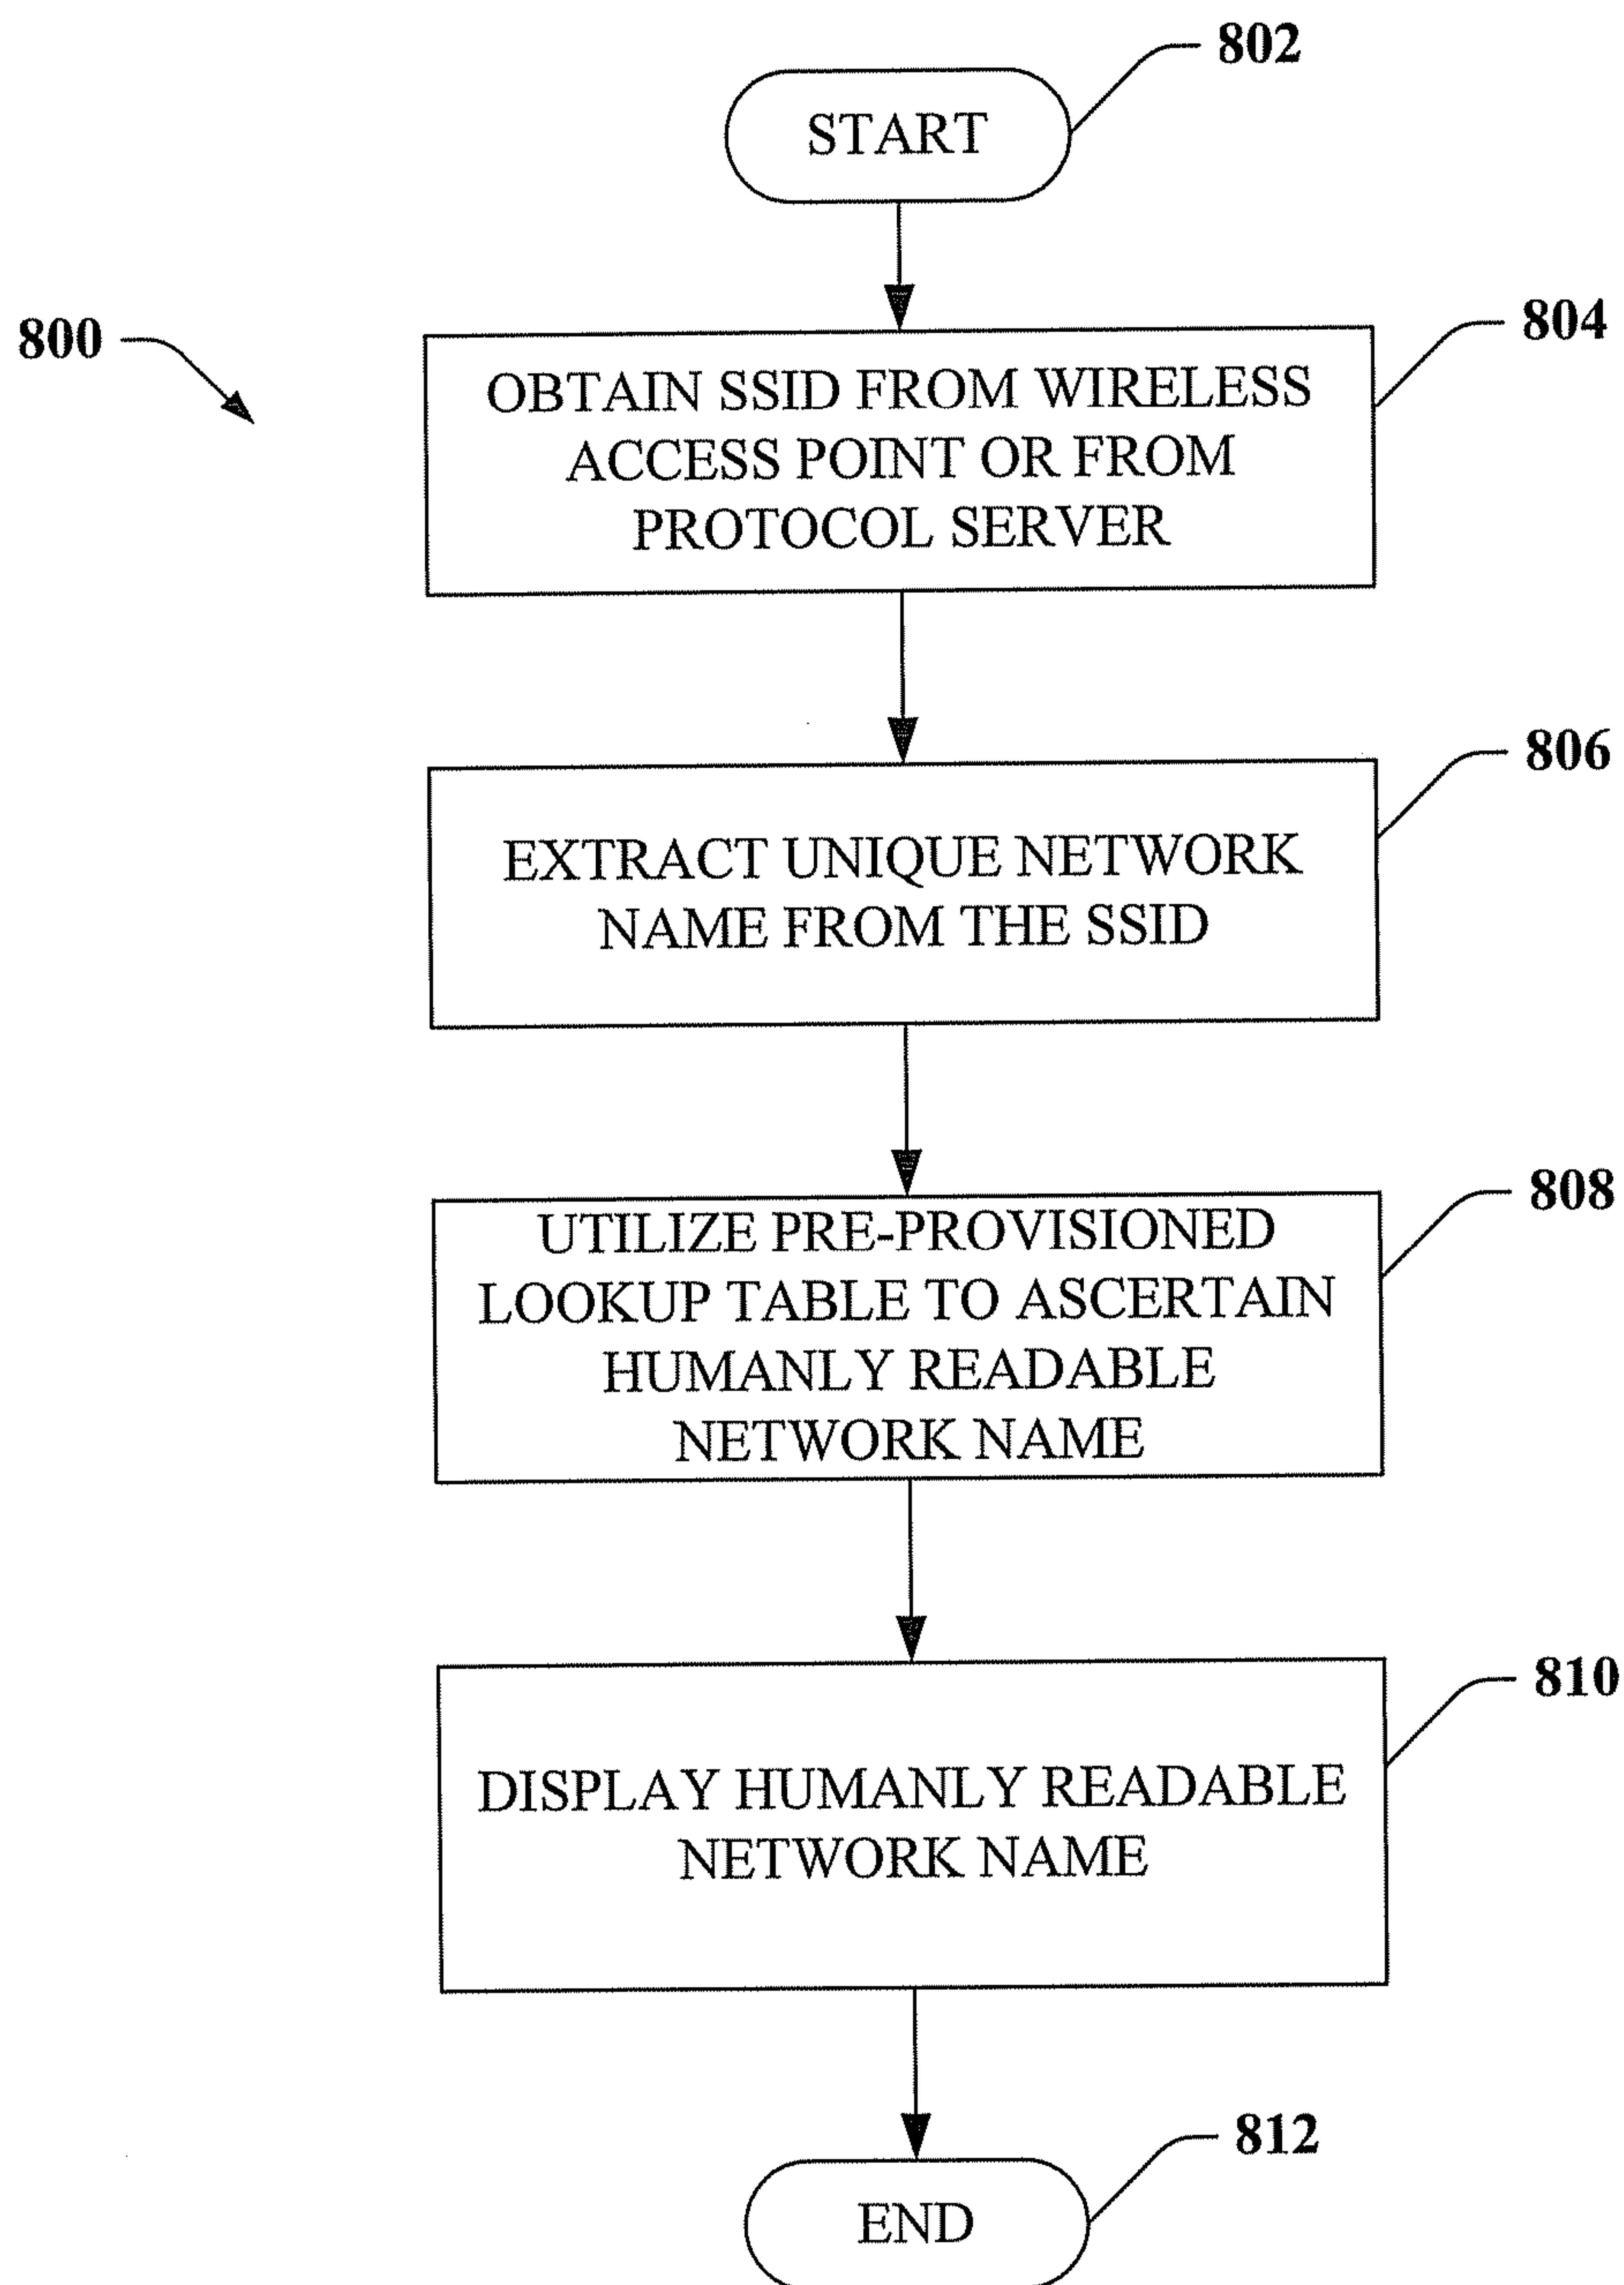 802
START
800
804
OBTAIN SSID FROM WIRELESS
ACCESS POINT OR FROM
PROTOCOL SERVER
806
EXTRACT UNIQUE NETWORK
NAME FROM THE SSID
808
UTILIZE PRE-PROVISIONED
LOOKUP TABLE TO ASCERTAIN
HUMANLY READABLE
NETWORK NAME
810
DISPLAY HUMANLY READABLE
NETWORK NAME
812
END